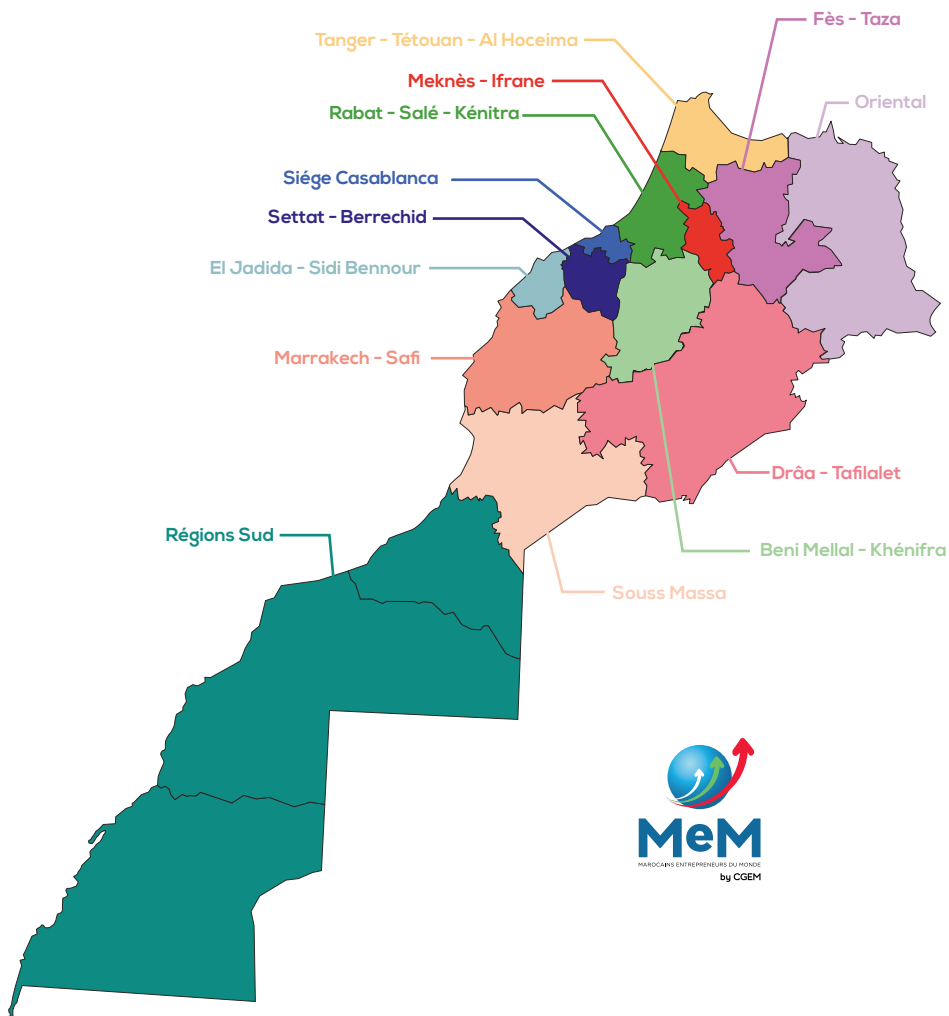 Fès - Taza
Tanger - Tétouan - Al Hoceima
Meknès - Ifrane
Oriental
Rabat - Salé - Kénitra
Siége Casablanca
Settat - Berrechid
El Jadida - Sidi Bennour
Marrakech - Safi
Drâa - Tafilalet
Régions Sud
Beni Mellal - Khénifra
Souss Massa
MeM
MAROCAINS ENTREPRENEURS DU MONDE
by CGEM